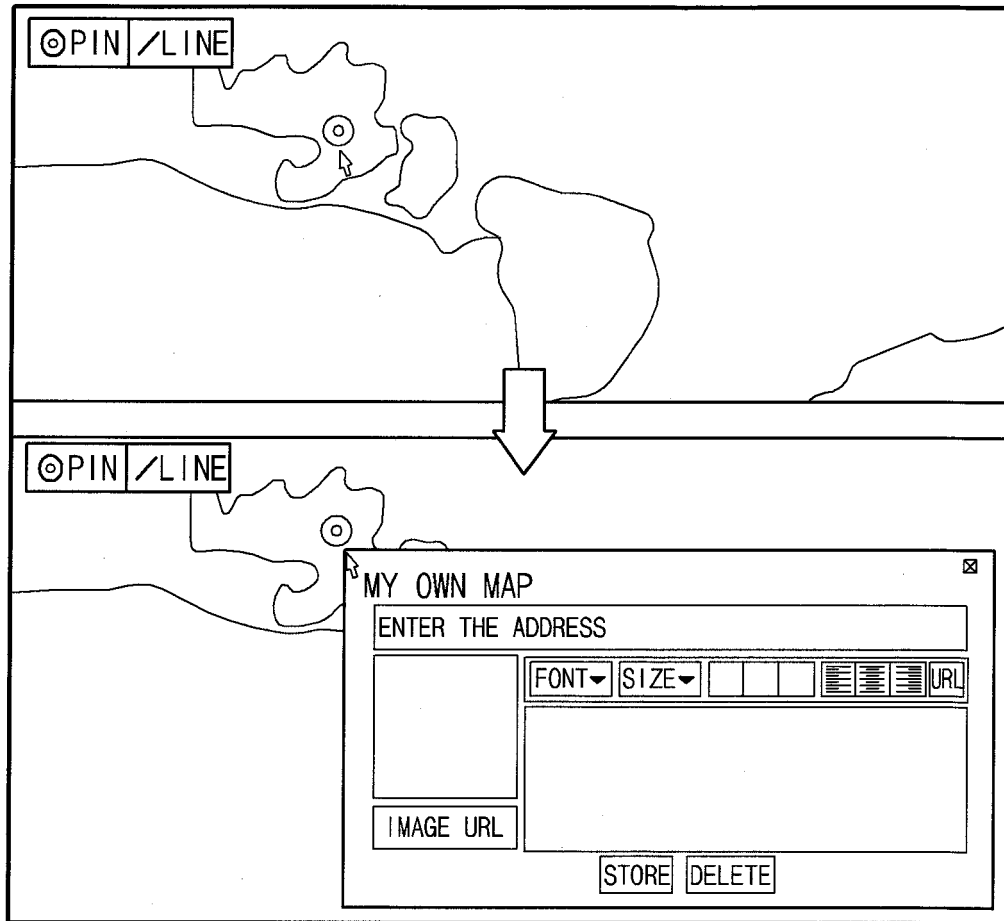 PIN /LINE
PIN /LINE
MY OWN MAP
ENTER THE ADDRESS
FONT SIZE URL
IMAGE URL
STORE DELETE